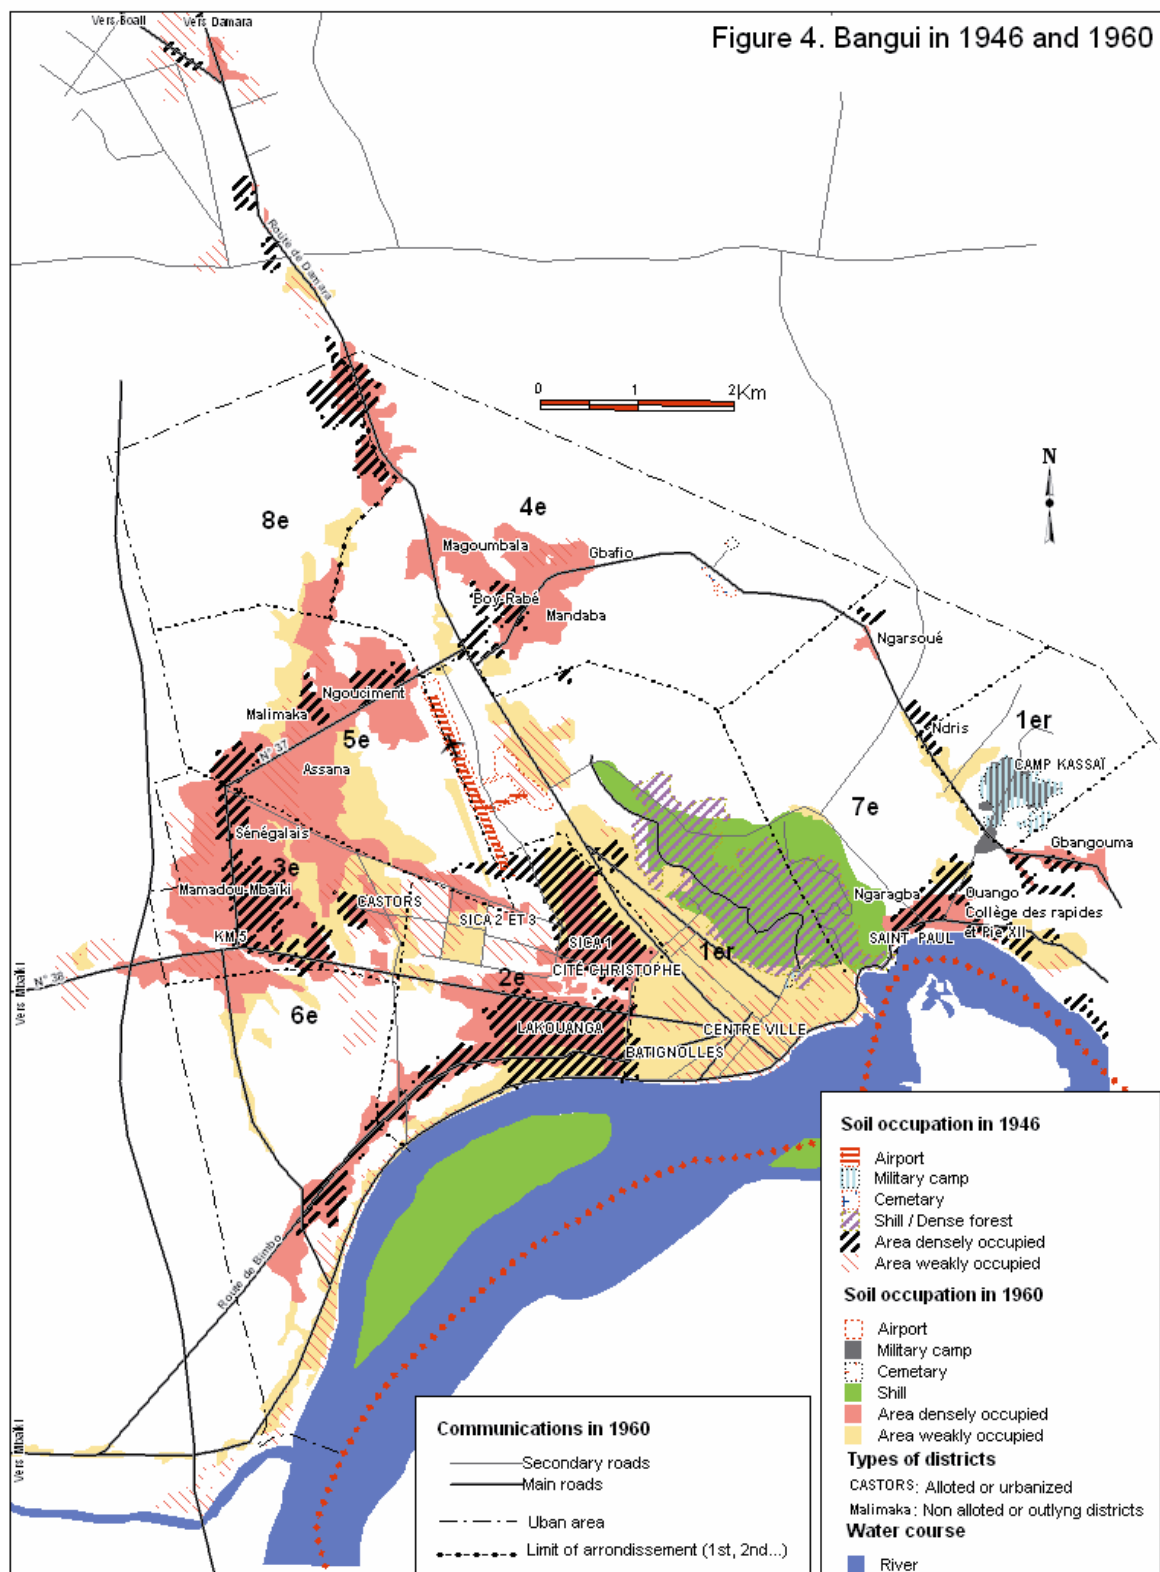 Vers Boali
Vers Damara
Figure 4. Bangui in 1946 and 1960
Route de Damara
0 1 2Km
N
8e
4e
Magoumbala
Gbafio
Boy-Rabé
Mandaba
Ngarsoué
Ngouciment
Malimaka
5e
N° 37
Assana
Ndris
1er
CAMP KASSAÏ
7e
Sénégalais
3e
Gbangouma
Mamadou-Mbaïki
CASTORS
Ngaragba
Ouango
SICA 2 ET 3
Collège des rapides
et Pie XII
KM5
SICA 1
SAINT PAUL
1er
CITÉ CHRISTOPHE
2e
N° 36
Vers Mbaïki
6e
LAKOUANGA
CENTRE VILLE
BATIGNOLLES
Route de Bimbo
Vers Mbaïki
Soil occupation in 1946
Airport
Military camp
Cemetary
Shill / Dense forest
Area densely occupied
Area weakly occupied
Soil occupation in 1960
Airport
Military camp
Cemetary
Shill
Area densely occupied
Area weakly occupied
Types of districts
CASTORS: Alloted or urbanized
Malimaka: Non alloted or outlyng districts
Water course
River
Communications in 1960
Secondary roads
Main roads
Uban area
Limit of arrondissement (1st, 2nd...)